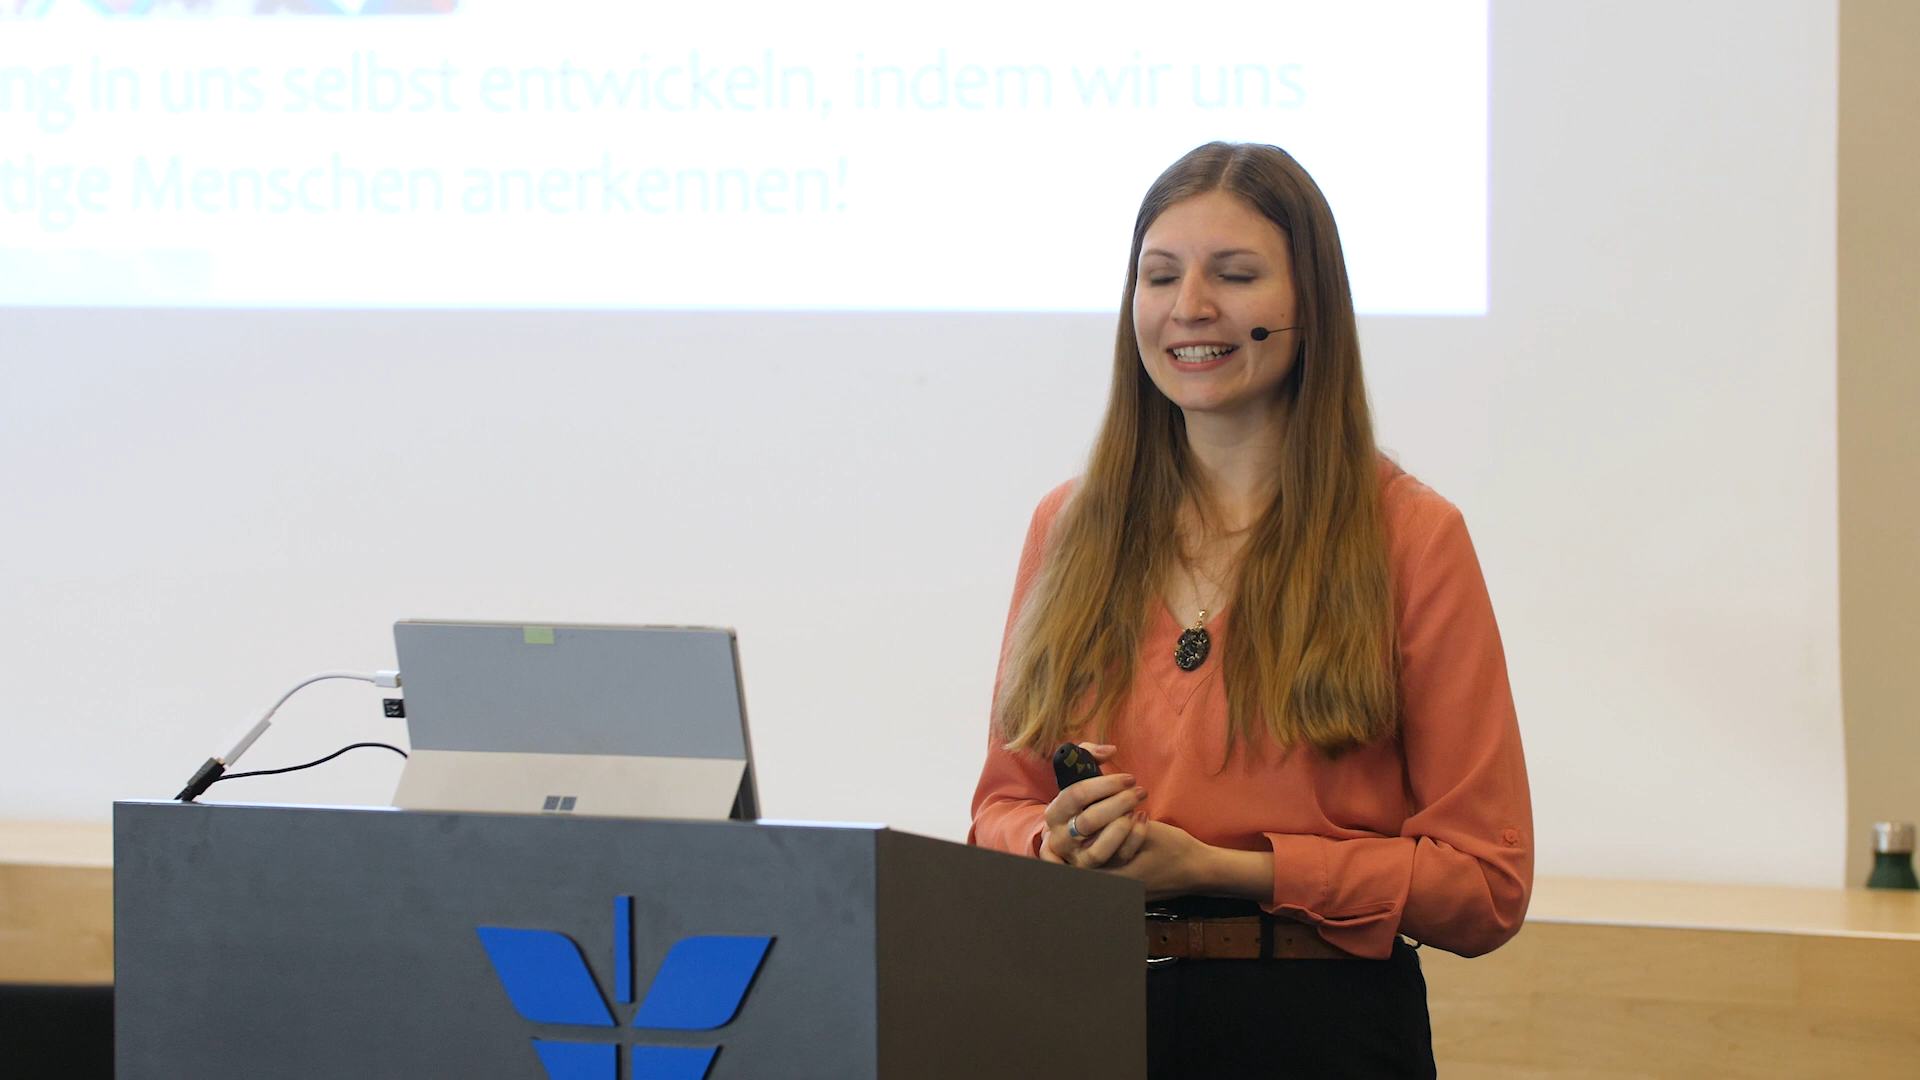 ng in uns selbst entwickeln, indem wir uns
tige Menschen anerkennen!